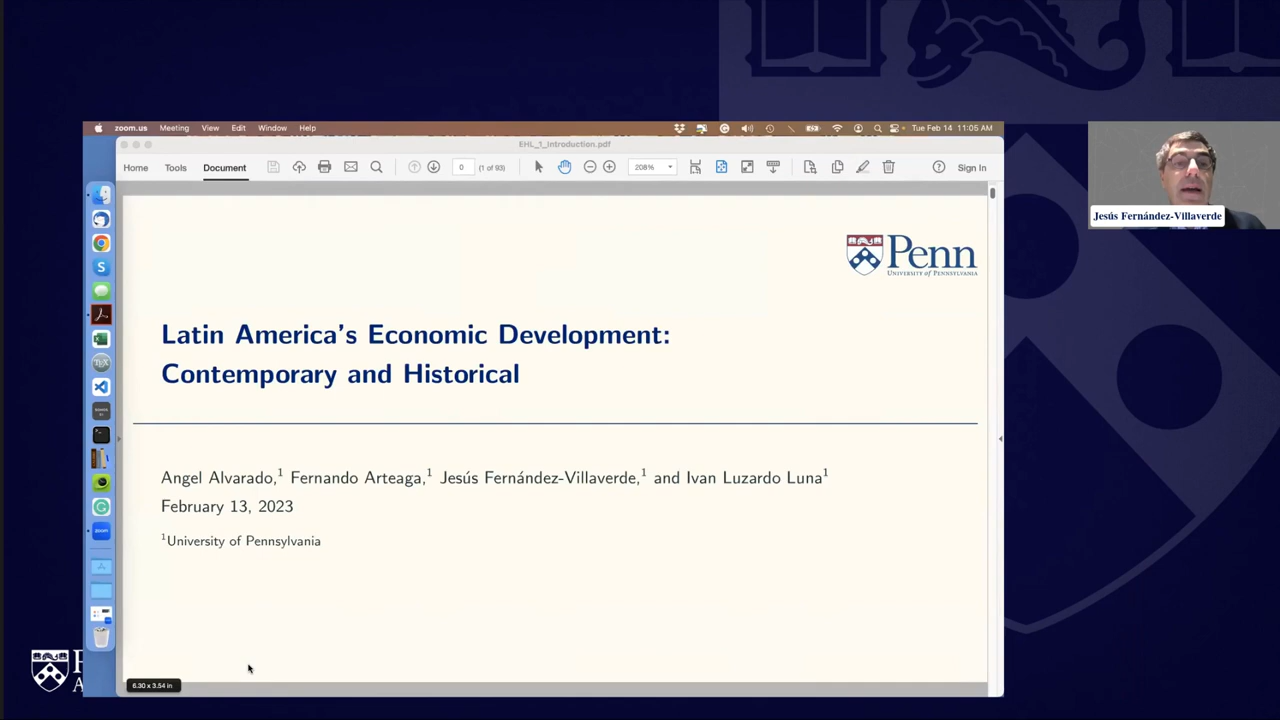 zoom.us Meeting View Edit Window Help Tue Feb 14 11:05 AM
EHL_1_Introduction.pdf
Home Tools Document 0 (1 of 93) 208% Sign In
Penn
UNIVERSITY of PENNSYLVANIA
Jesús Fernández-Villaverde
Latin America's Economic Development:
Contemporary and Historical
Angel Alvarado,1 Fernando Arteaga,1 Jesús Fernández-Villaverde,1 and Ivan Luzardo Luna1
February 13, 2023
1University of Pennsylvania
6.30 x 3.54 in